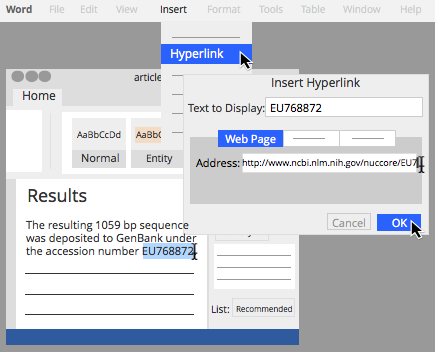 Word File Edit View Insert Format Tools Table Window Help
Hyperlink
article
Home
Insert Hyperlink
Text to Display: EU768872
AaBbCcDd AaBbC
Normal Entity
Web Page
Address: http://www.ncbi.nlm.nih.gov/nuccore/EU7
Results
The resulting 1059 bp sequence
was deposited to GenBank under
the accession number EU768872.
Cancel OK
List: Recommended